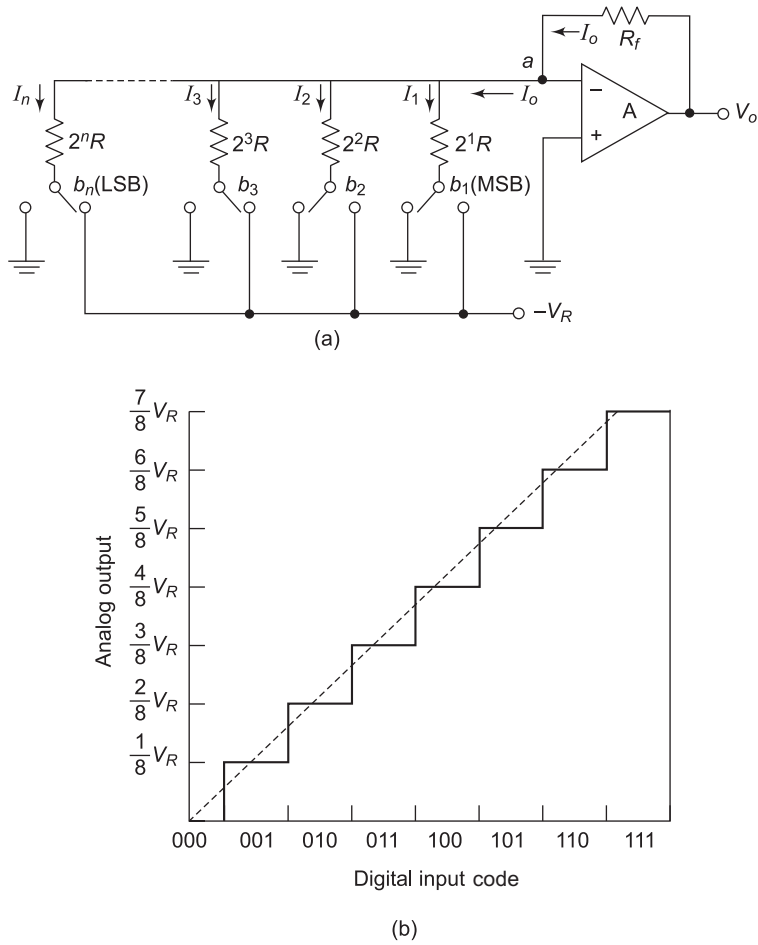 I_o R_f
a
I_n I_3 I_2 I_1 I_o
− A V_o
+
2^nR 2^3R 2^2R 2^1R
b_n(LSB) b_3 b_2 b_1(MSB)
−V_R
(a)
7/8 V_R
6/8 V_R
5/8 V_R
4/8 V_R
3/8 V_R
2/8 V_R
1/8 V_R
Analog output
000 001 010 011 100 101 110 111
Digital input code
(b)